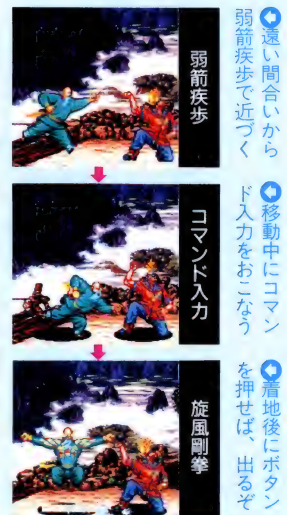 弱箭疾歩
遠い間合いから
弱箭疾歩で近づく
コマンド入力
移動中にコマン
ド入力をおこなう
旋風剛拳
着地後にボタン
を押せば、出るぞ